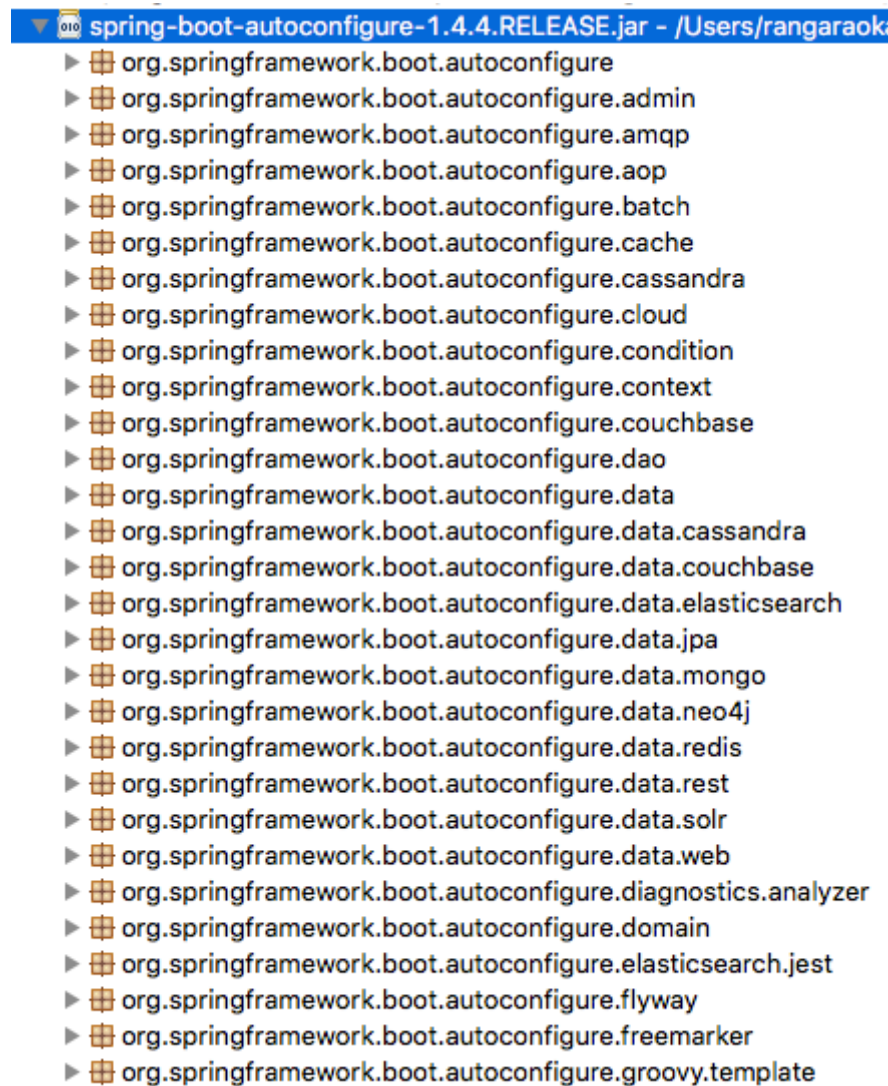 spring-boot-autoconfigure-1.4.4.RELEASE.jar - /Users/rangaraoka
org.springframework.boot.autoconfigure
org.springframework.boot.autoconfigure.admin
org.springframework.boot.autoconfigure.amqp
org.springframework.boot.autoconfigure.aop
org.springframework.boot.autoconfigure.batch
org.springframework.boot.autoconfigure.cache
org.springframework.boot.autoconfigure.cassandra
org.springframework.boot.autoconfigure.cloud
org.springframework.boot.autoconfigure.condition
org.springframework.boot.autoconfigure.context
org.springframework.boot.autoconfigure.couchbase
org.springframework.boot.autoconfigure.dao
org.springframework.boot.autoconfigure.data
org.springframework.boot.autoconfigure.data.cassandra
org.springframework.boot.autoconfigure.data.couchbase
org.springframework.boot.autoconfigure.data.elasticsearch
org.springframework.boot.autoconfigure.data.jpa
org.springframework.boot.autoconfigure.data.mongo
org.springframework.boot.autoconfigure.data.neo4j
org.springframework.boot.autoconfigure.data.redis
org.springframework.boot.autoconfigure.data.rest
org.springframework.boot.autoconfigure.data.solr
org.springframework.boot.autoconfigure.data.web
org.springframework.boot.autoconfigure.diagnostics.analyzer
org.springframework.boot.autoconfigure.domain
org.springframework.boot.autoconfigure.elasticsearch.jest
org.springframework.boot.autoconfigure.flyway
org.springframework.boot.autoconfigure.freemarker
org.springframework.boot.autoconfigure.groovy.template